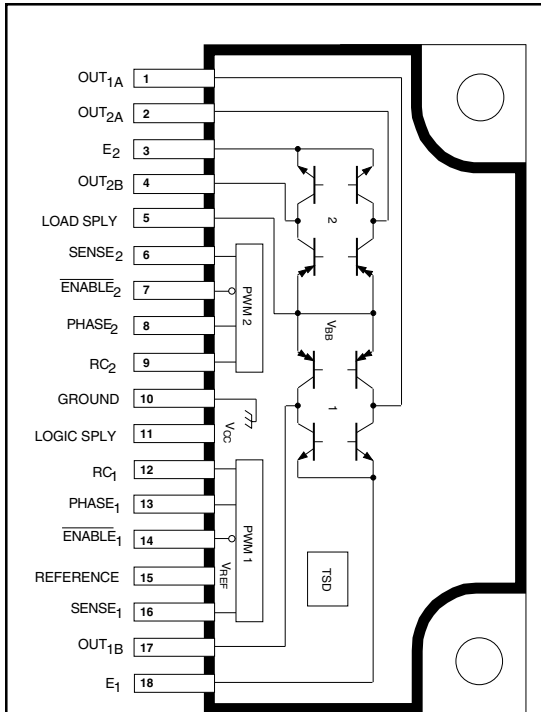 OUT1A 1
OUT2A 2
E2 3
OUT2B 4
LOAD SPLY 5
SENSE2 6
ENABLE2 7
PHASE2 8
RC2 9
GROUND 10
LOGIC SPLY 11
RC1 12
PHASE1 13
ENABLE1 14
REFERENCE 15
SENSE1 16
OUT1B 17
E1 18
PWM 2
VCC
PWM 1
VREF
2
VBB
1
TSD